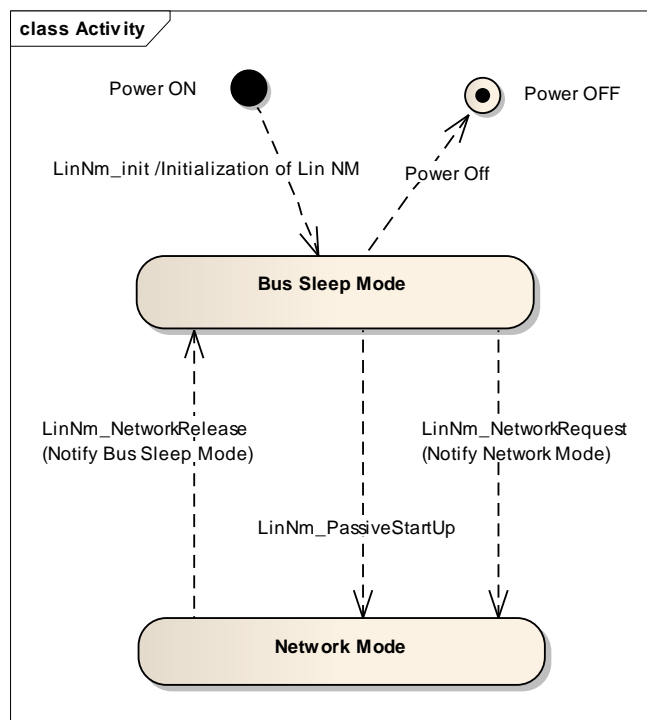 class Activity
Power ON
Power OFF
LinNm_init /Initialization of Lin NM
Power Off
Bus Sleep Mode
LinNm_NetworkRelease
(Notify Bus Sleep Mode)
LinNm_NetworkRequest
(Notify Network Mode)
LinNm_PassiveStartUp
Network Mode